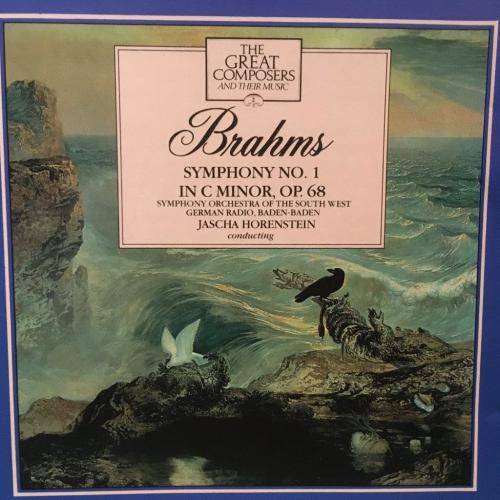 THE
GREAT
COMPOSERS
AND THEIR MUSIC
Brahms
SYMPHONY NO. 1
IN C MINOR, OP. 68
SYMPHONY ORCHESTRA OF THE SOUTH WEST
GERMAN RADIO, BADEN-BADEN
JASCHA HORENSTEIN
conducting